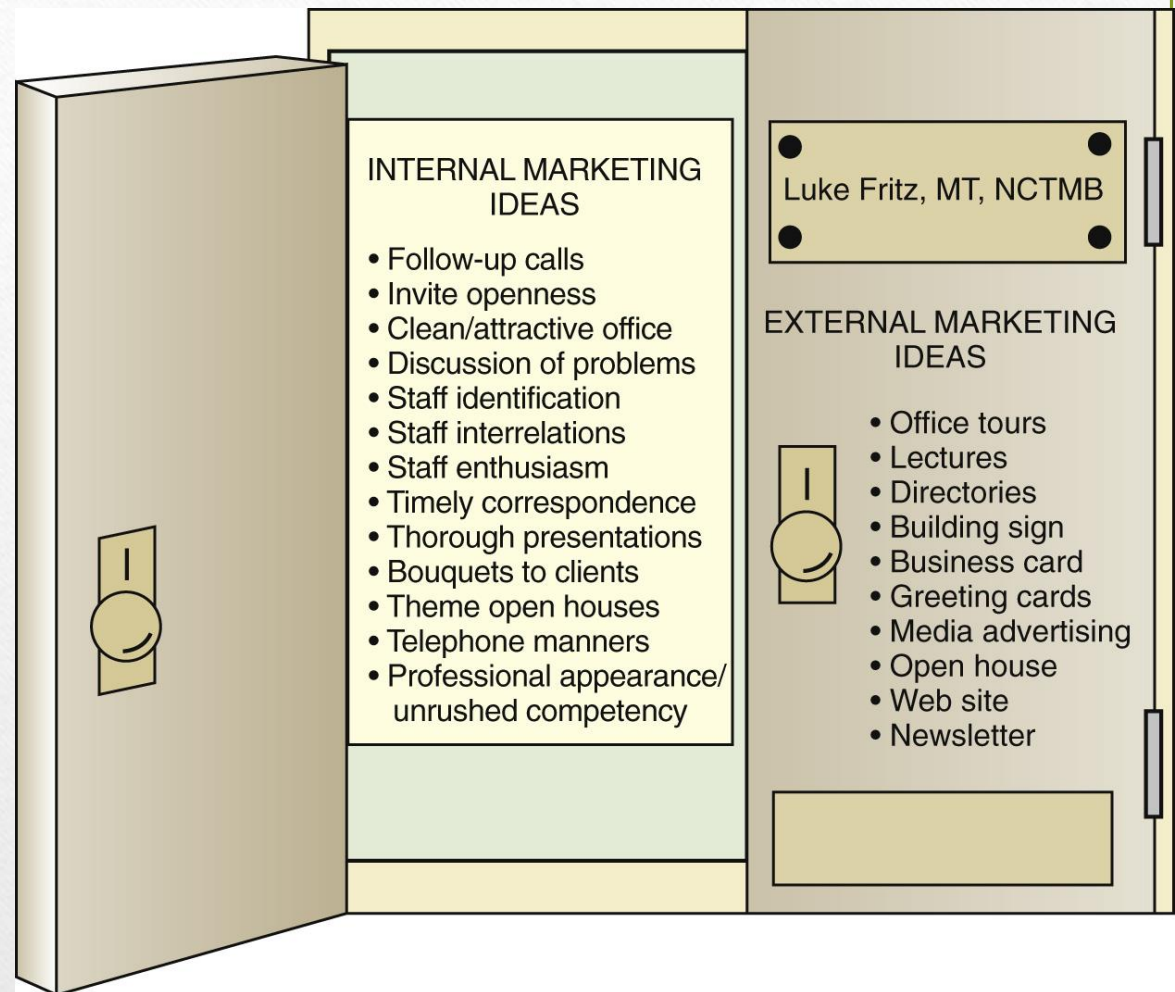 INTERNAL MARKETING
IDEAS
• Follow-up calls
• Invite openness
• Clean/attractive office
• Discussion of problems
• Staff identification
• Staff interrelations
• Staff enthusiasm
• Timely correspondence
• Thorough presentations
• Bouquets to clients
• Theme open houses
• Telephone manners
• Professional appearance/
unrushed competency
Luke Fritz, MT, NCTMB
EXTERNAL MARKETING
IDEAS
• Office tours
• Lectures
• Directories
• Building sign
• Business card
• Greeting cards
• Media advertising
• Open house
• Web site
• Newsletter